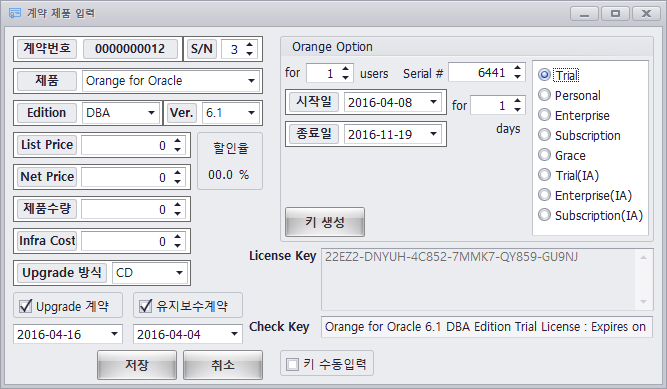 계약 제품 입력
계약번호 0000000012 S/N 3
제품 Orange for Oracle
Edition DBA Ver. 6.1
List Price 0
Net Price 0
제품수량 0
Infra Cost 0
할인율
00.0 %
Upgrade 방식 CD
Upgrade 계약 유지보수계약
2016-04-16 2016-04-04
저장 취소
Orange Option
for 1 users Serial # 6441
시작일 2016-04-08 for 1
종료일 2016-11-19 days
Trial
Personal
Enterprise
Subscription
Grace
Trial(IA)
Enterprise(IA)
Subscription(IA)
키 생성
License Key 22EZ2-DNYUH-4C852-7MMK7-QY859-GU9NJ
Check Key Orange for Oracle 6.1 DBA Edition Trial License : Expires on
키 수동입력